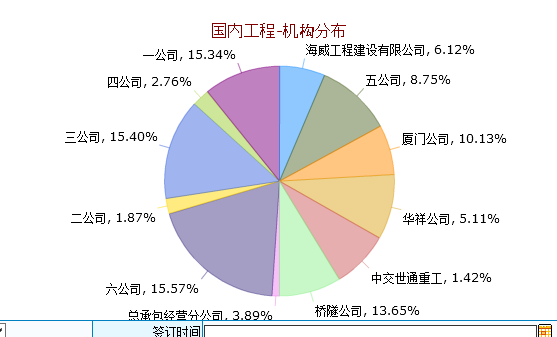 国内工程-机构分布
海威工程建设有限公司, 6.12%
五公司, 8.75%
厦门公司, 10.13%
华祥公司, 5.11%
中交世通重工, 1.42%
桥隧公司, 13.65%
总承包经营分公司, 3.89%
六公司, 15.57%
二公司, 1.87%
三公司, 15.40%
四公司, 2.76%
一公司, 15.34%
签订时间